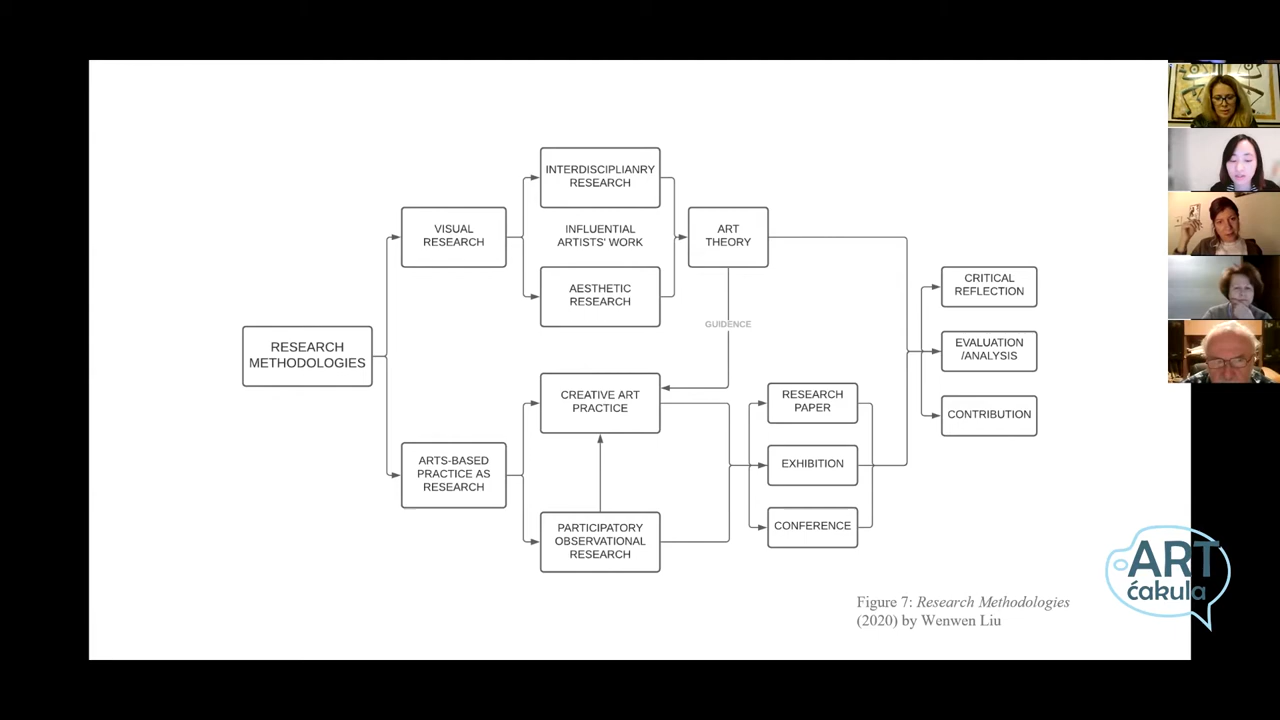 RESEARCH
METHODOLOGIES
VISUAL
RESEARCH
ARTS-BASED
PRACTICE AS
RESEARCH
INTERDISCIPLIANRY
RESEARCH
INFLUENTIAL
ARTISTS' WORK
AESTHETIC
RESEARCH
CREATIVE ART
PRACTICE
PARTICIPATORY
OBSERVATIONAL
RESEARCH
ART
THEORY
GUIDENCE
RESEARCH
PAPER
EXHIBITION
CONFERENCE
CRITICAL
REFLECTION
EVALUATION
/ANALYSIS
CONTRIBUTION
Figure 7: Research Methodologies
(2020) by Wenwen Liu
ART
ćakula